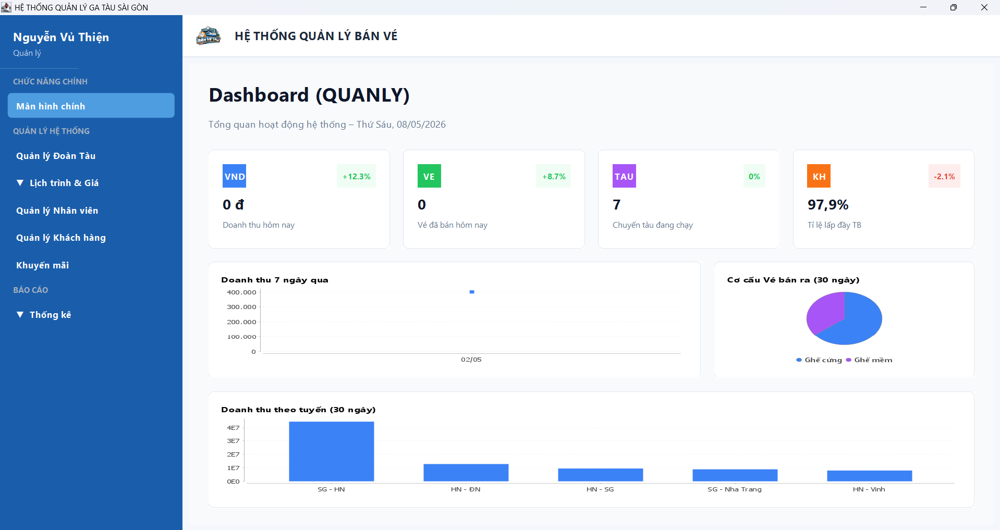 HỆ THỐNG QUẢN LÝ GA TÀU SÀI GÒN
Nguyễn Vủ Thiện
Quản lý
CHỨC NĂNG CHÍNH
Màn hình chính
QUẢN LÝ HỆ THỐNG
Quản lý Đoàn Tàu
▼ Lịch trình & Giá
Quản lý Nhân viên
Quản lý Khách hàng
Khuyến mãi
BÁO CÁO
▼ Thống kê
BÁN VÉ TÀU
HỆ THỐNG QUẢN LÝ BÁN VÉ
Dashboard (QUANLY)
Tổng quan hoạt động hệ thống – Thứ Sáu, 08/05/2026
VND
+12.3%
0 đ
Doanh thu hôm nay
VE
+8.7%
0
Vé đã bán hôm nay
TAU
0%
7
Chuyến tàu đang chạy
KH
-2.1%
97,9%
Tỉ lệ lấp đầy TB
Doanh thu 7 ngày qua
400.000
300.000
200.000
100.000
0
02/05
Cơ cấu Vé bán ra (30 ngày)
Ghế cứng
Ghế mềm
Doanh thu theo tuyến (30 ngày)
4E7
3E7
2E7
1E7
0E0
SG - HN
HN - ĐN
HN - SG
SG - Nha Trang
HN - Vinh